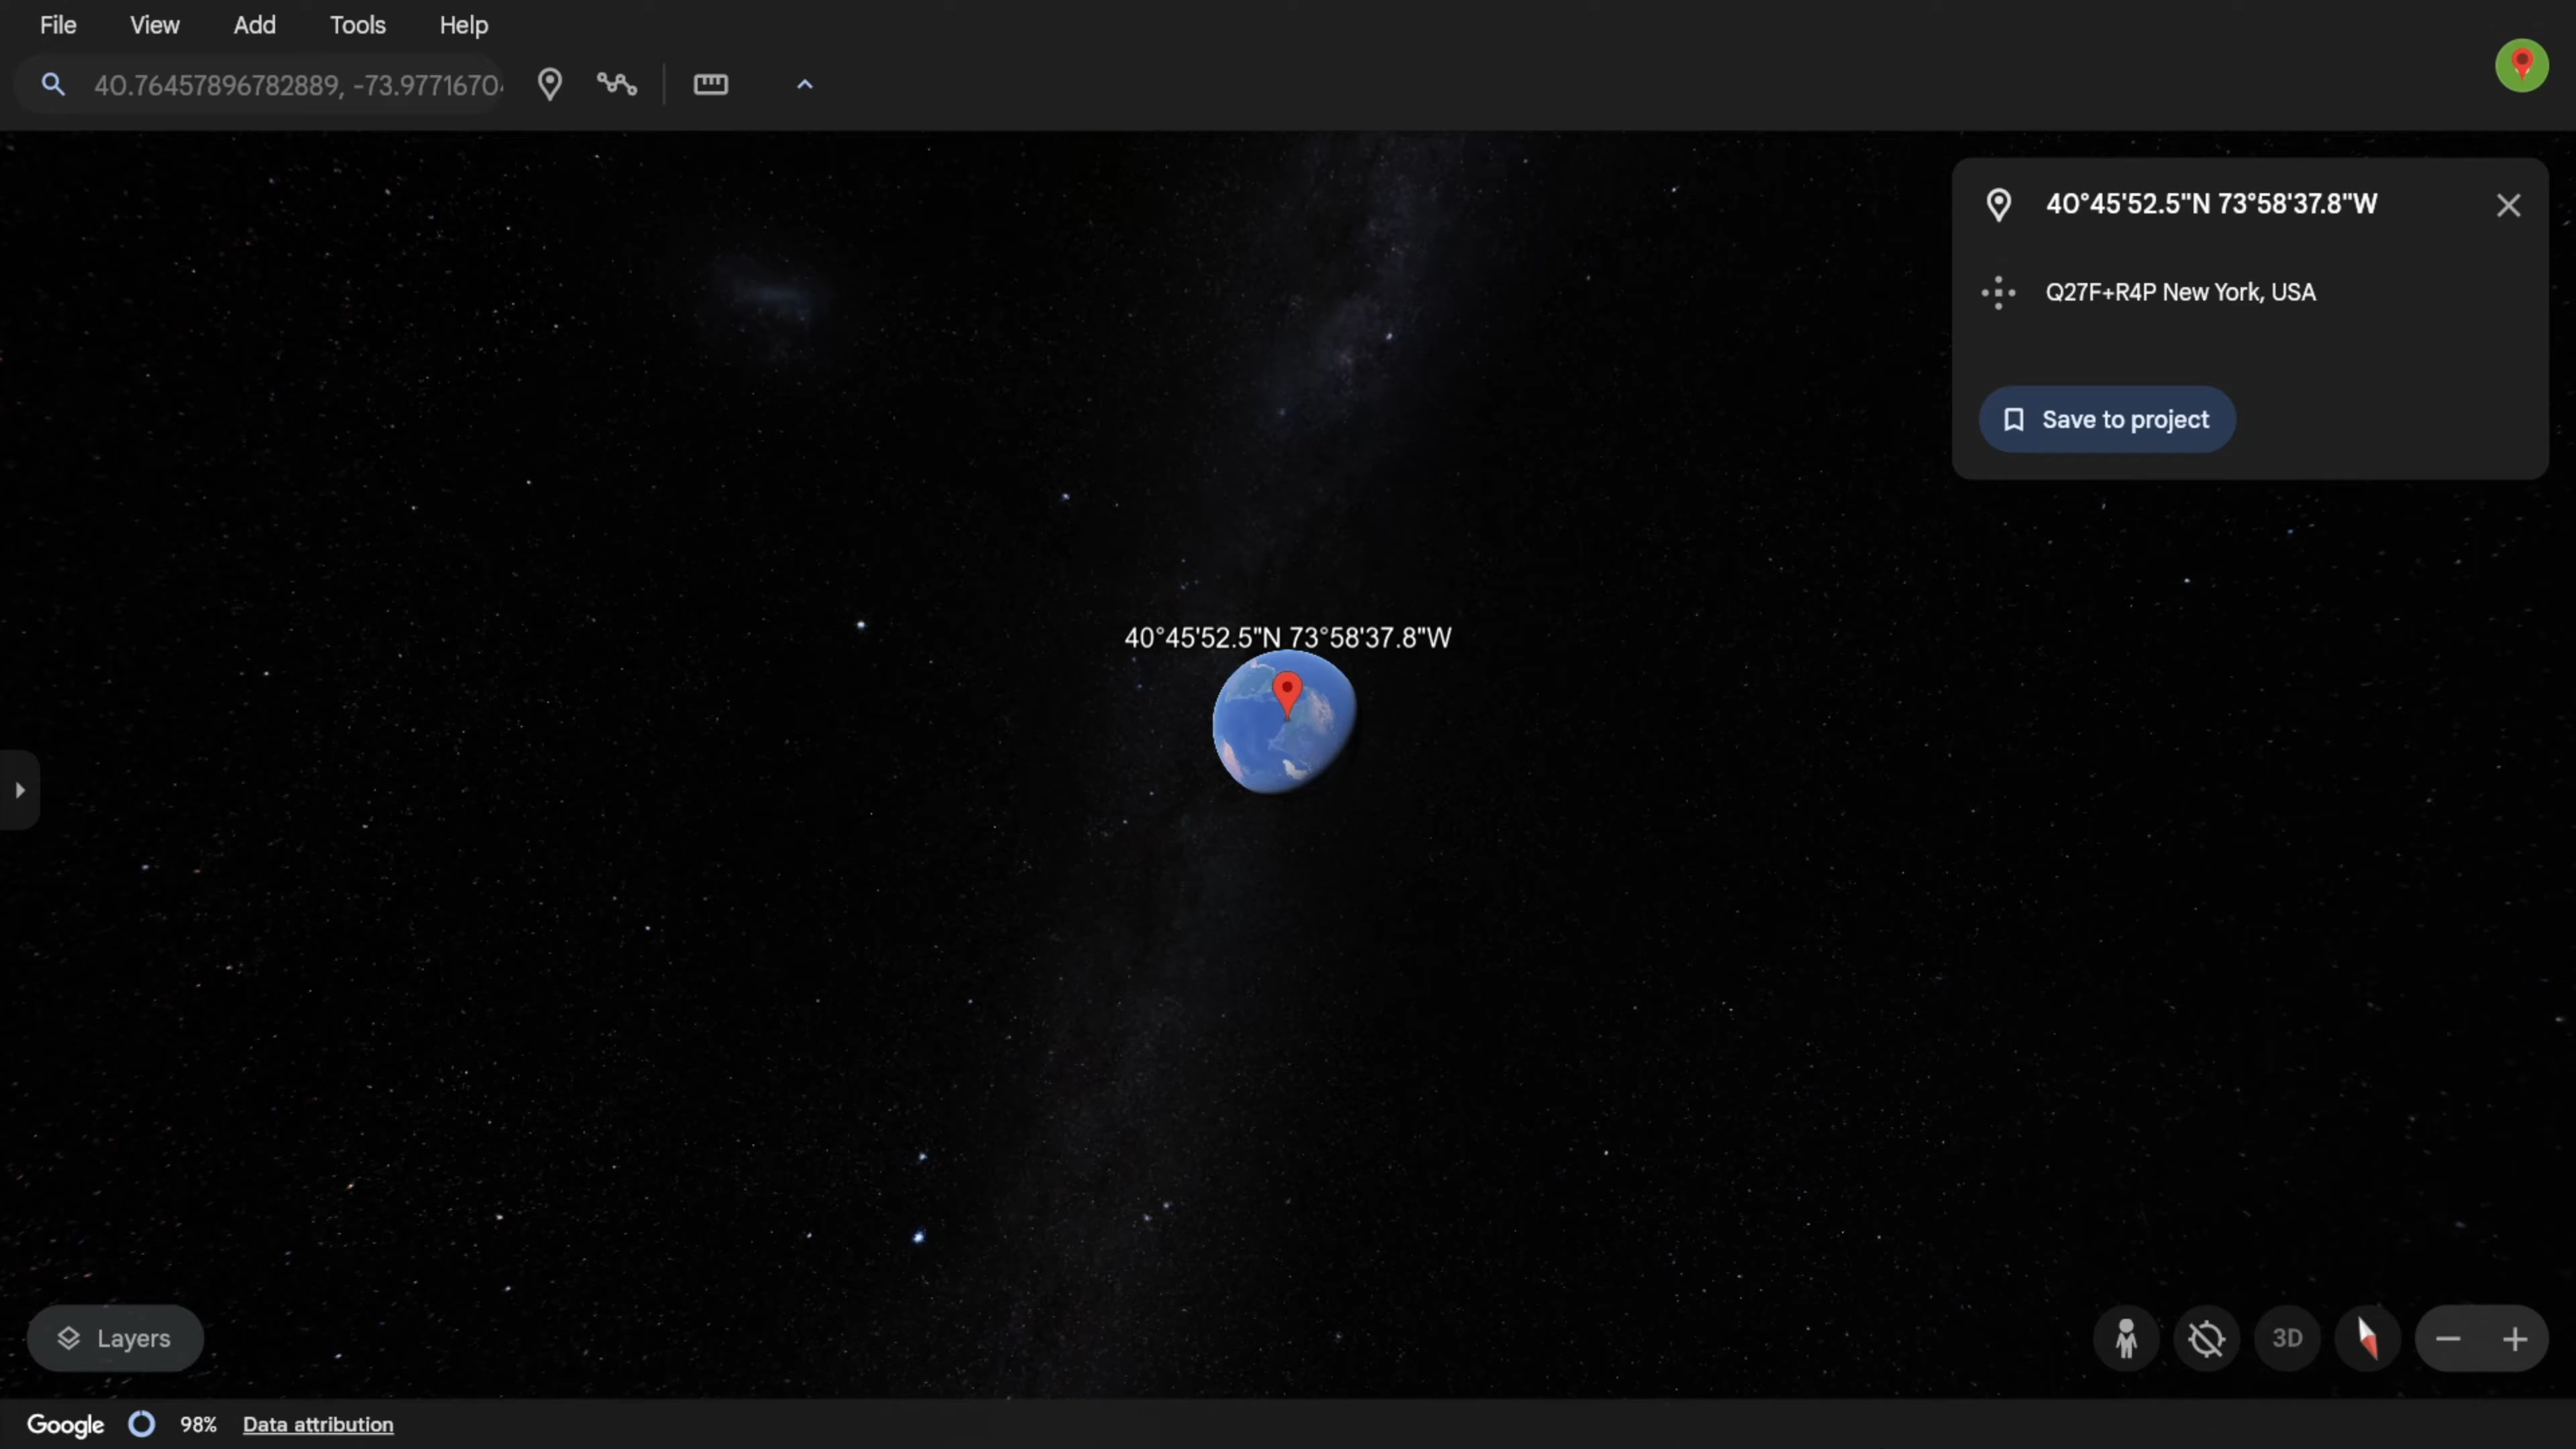 File View Add Tools Help
40.76457896782889, -73.9771670
40°45'52.5"N 73°58'37.8"W
Q27F+R4P New York, USA
Save to project
40°45'52.5"N 73°58'37.8"W
Layers
3D
Google 98% Data attribution